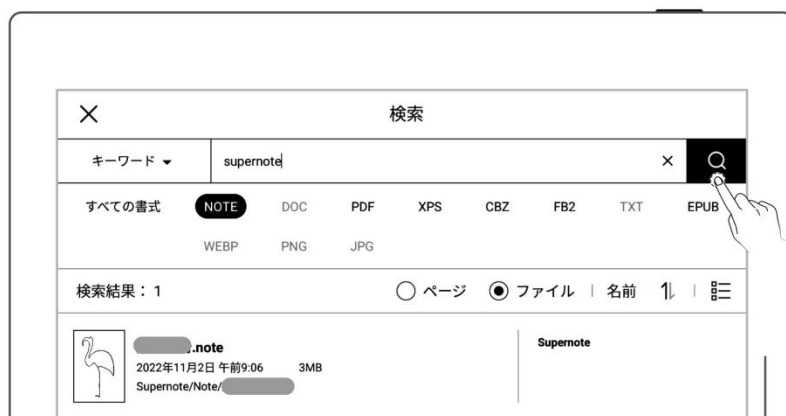 検索
キーワード supernote
すべての書式 NOTE DOC PDF XPS CBZ FB2 TXT EPUB
WEBP PNG JPG
検索結果：1 ページ ファイル 名前
.note
2022年11月2日 午前9:06 3MB
Supernote/Note/
Supernote